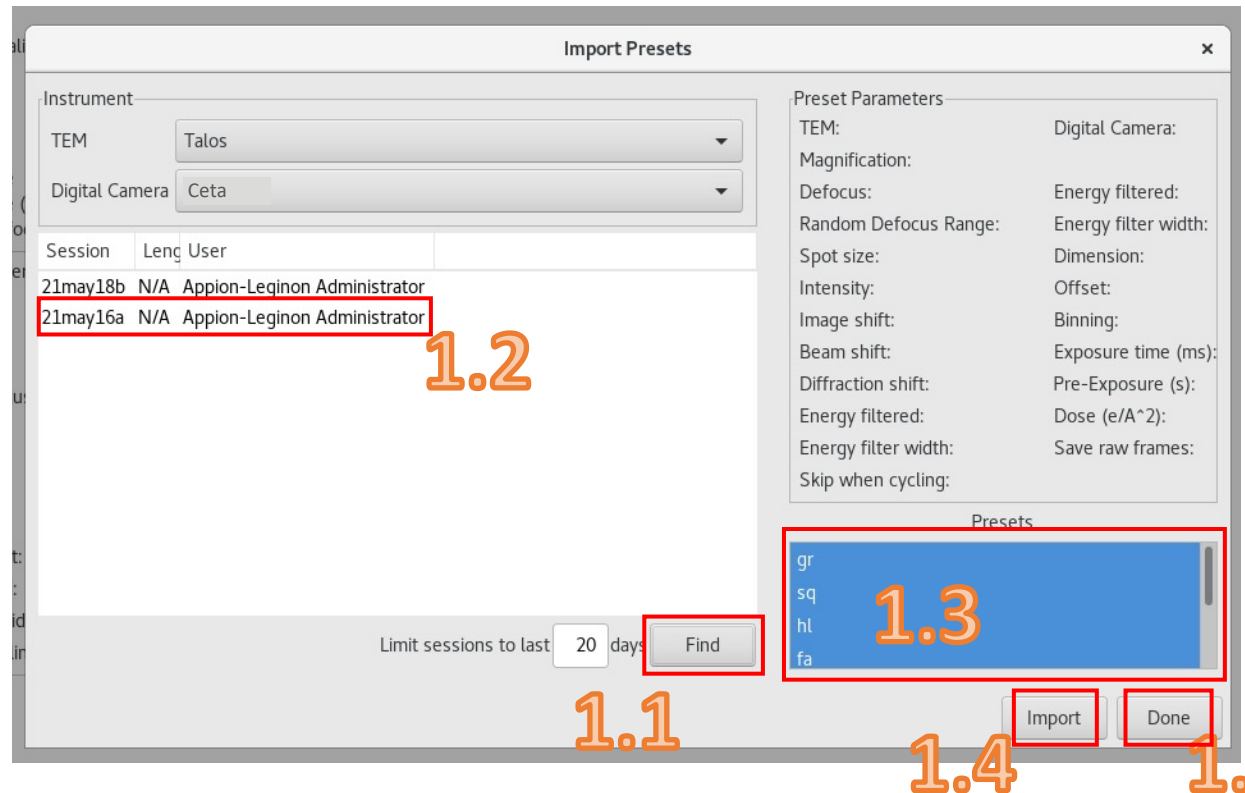 ali
Import Presets
×
Instrument
TEM Talos
Digital Camera Ceta
Session Leng User
21may18b N/A Appion-Leginon Administrator
21may16a N/A Appion-Leginon Administrator
1.2
Limit sessions to last 20 days Find
1.1
Preset Parameters
TEM: Digital Camera:
Magnification:
Defocus: Energy filtered:
Random Defocus Range: Energy filter width:
Spot size: Dimension:
Intensity: Offset:
Image shift: Binning:
Beam shift: Exposure time (ms):
Diffraction shift: Pre-Exposure (s):
Energy filtered: Dose (e/A^2):
Energy filter width: Save raw frames:
Skip when cycling:
Presets
gr
sq
hl
fa
1.3
Import Done
1.4 1.